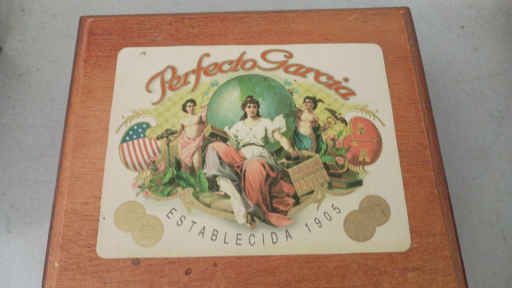 Perfecto Garcia
ESTABLECIDA 1905